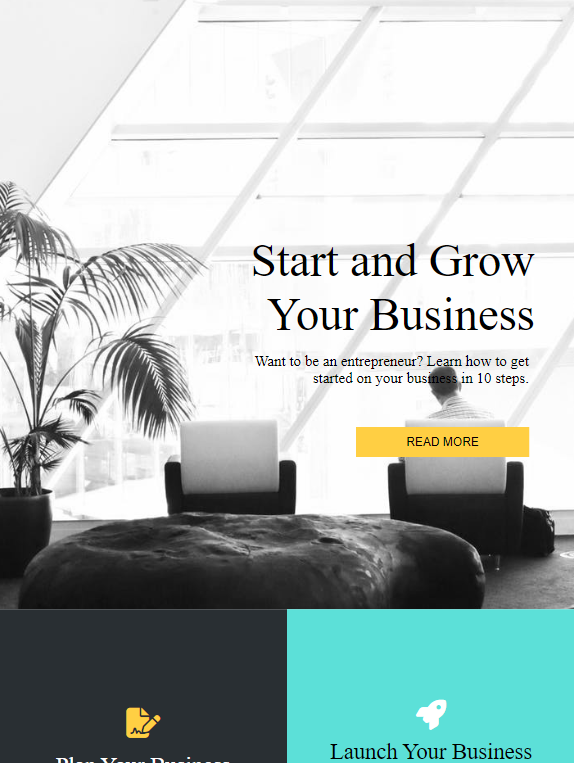 Start and Grow
Your Business
Want to be an entrepreneur? Learn how to get
started on your business in 10 steps.
READ MORE
Plan Your Business
Launch Your Business